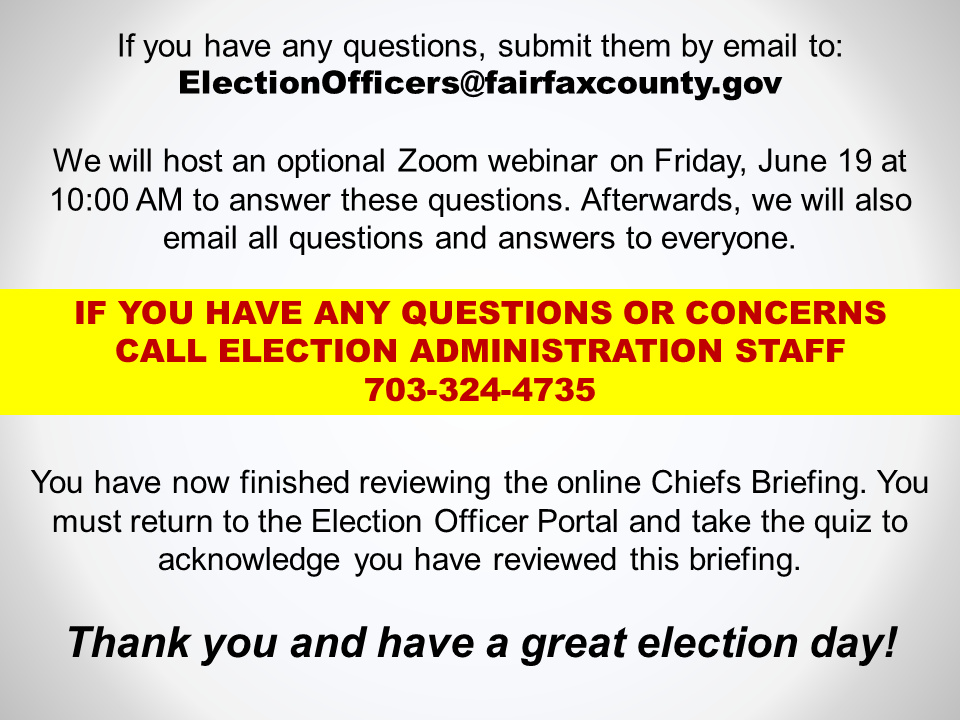 If you have any questions, submit them by email to:
ElectionOfficers@fairfaxcounty.gov
We will host an optional Zoom webinar on Friday, June 19 at
10:00 AM to answer these questions. Afterwards, we will also
email all questions and answers to everyone.
IF YOU HAVE ANY QUESTIONS OR CONCERNS
CALL ELECTION ADMINISTRATION STAFF
703-324-4735
You have now finished reviewing the online Chiefs Briefing. You
must return to the Election Officer Portal and take the quiz to
acknowledge you have reviewed this briefing.
Thank you and have a great election day!